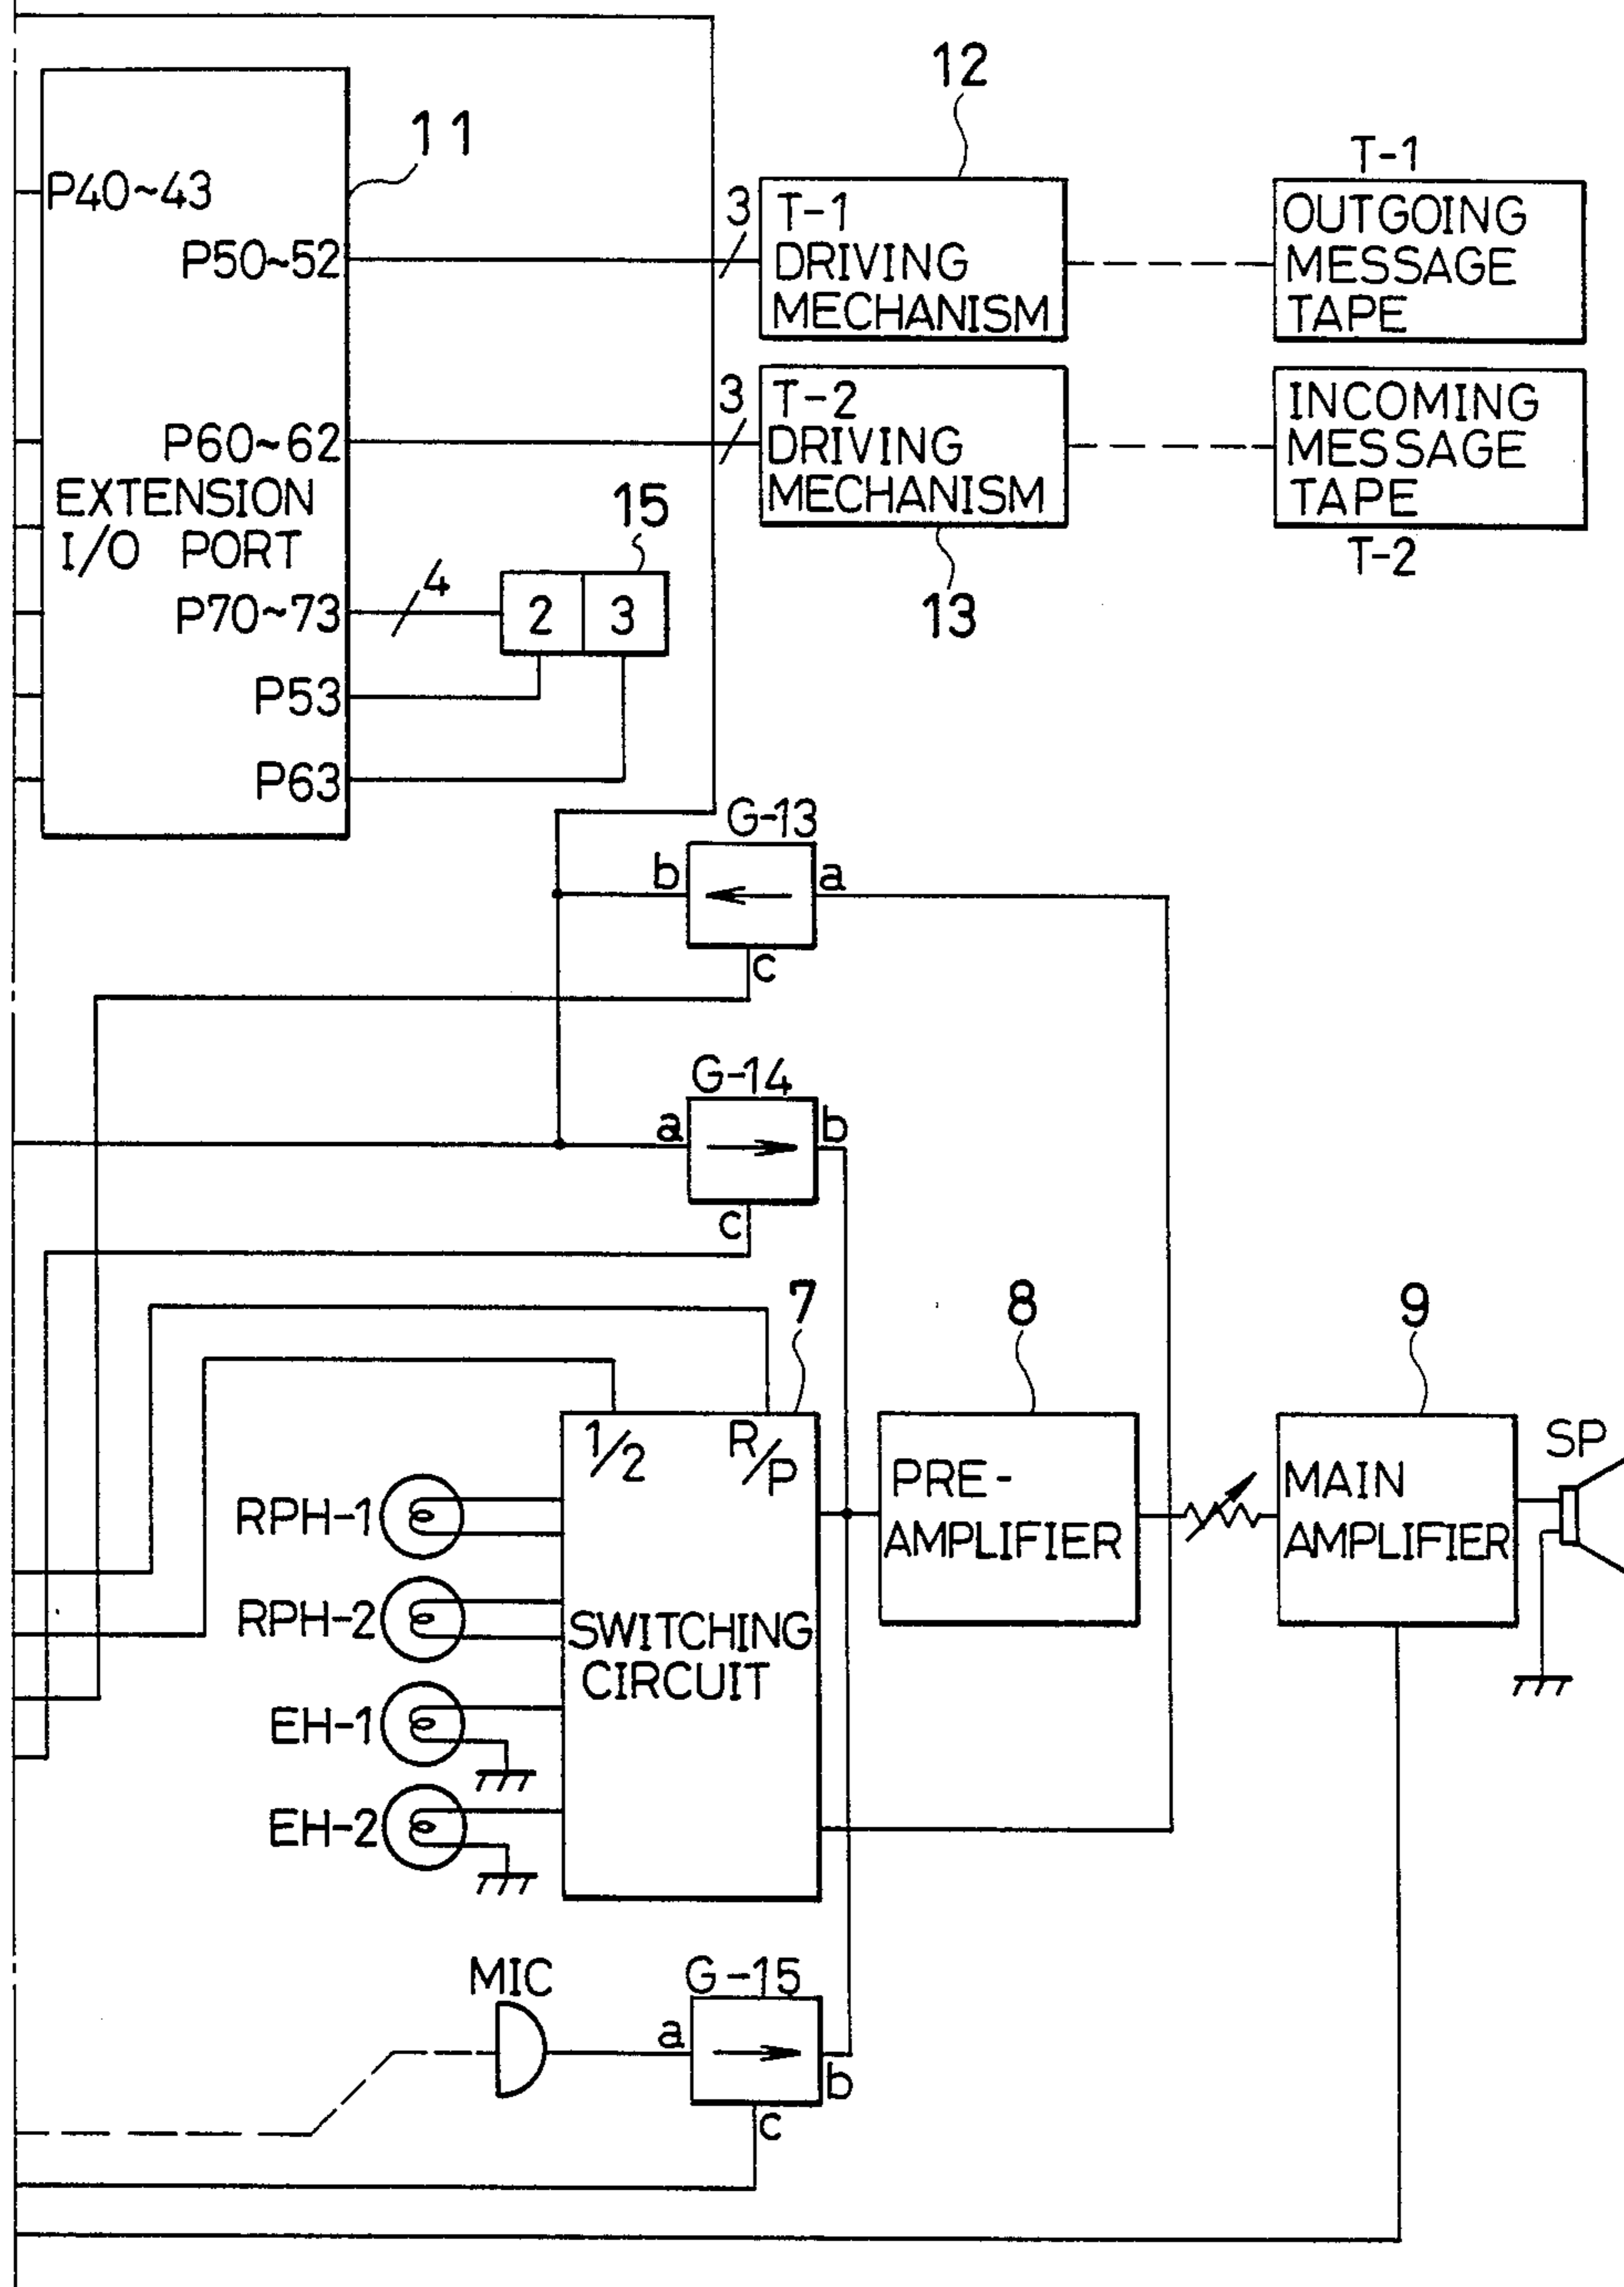 12
11
T-1
P40~43
3
T-1
DRIVING
MECHANISM
OUTGOING
MESSAGE
TAPE
P50~52
3
T-2
DRIVING
MECHANISM
INCOMING
MESSAGE
TAPE
P60~62
EXTENSION
I/O PORT
15
T-2
4
P70~73
2 3
13
P53
P63
G-13
b a
c
G-14
a b
c
7
8
9
1/2
R/P
SP
PRE-
AMPLIFIER
MAIN
AMPLIFIER
RPH-1
RPH-2
SWITCHING
CIRCUIT
EH-1
EH-2
MIC
G-15
a
b
c